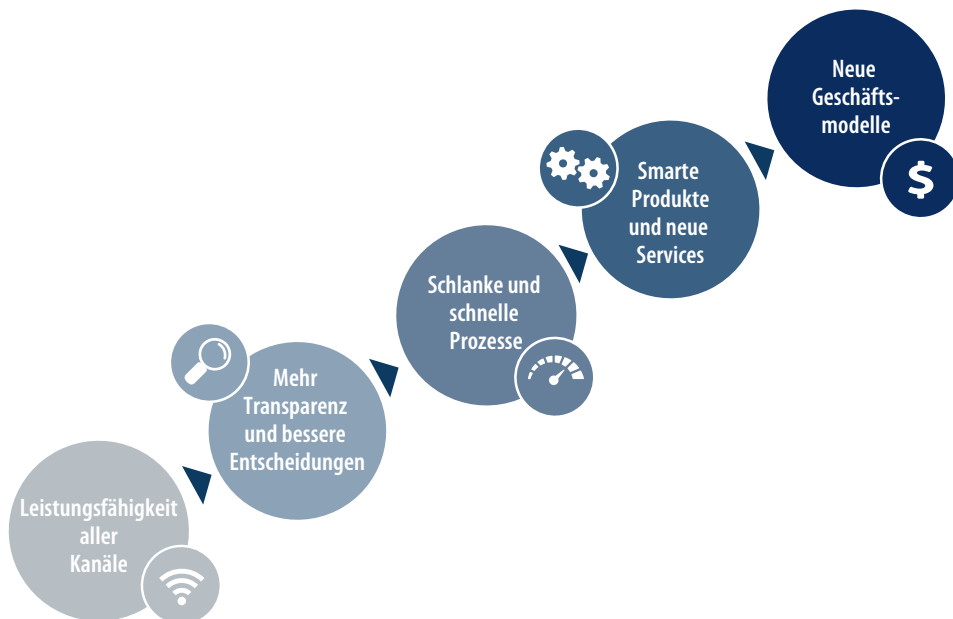 Neue
Geschäfts-
modelle
$
Smarte
Produkte
und neue
Services
Schlanke und
schnelle
Prozesse
Mehr
Transparenz
und bessere
Entscheidungen
Leistungsfähigkeit
aller
Kanäle